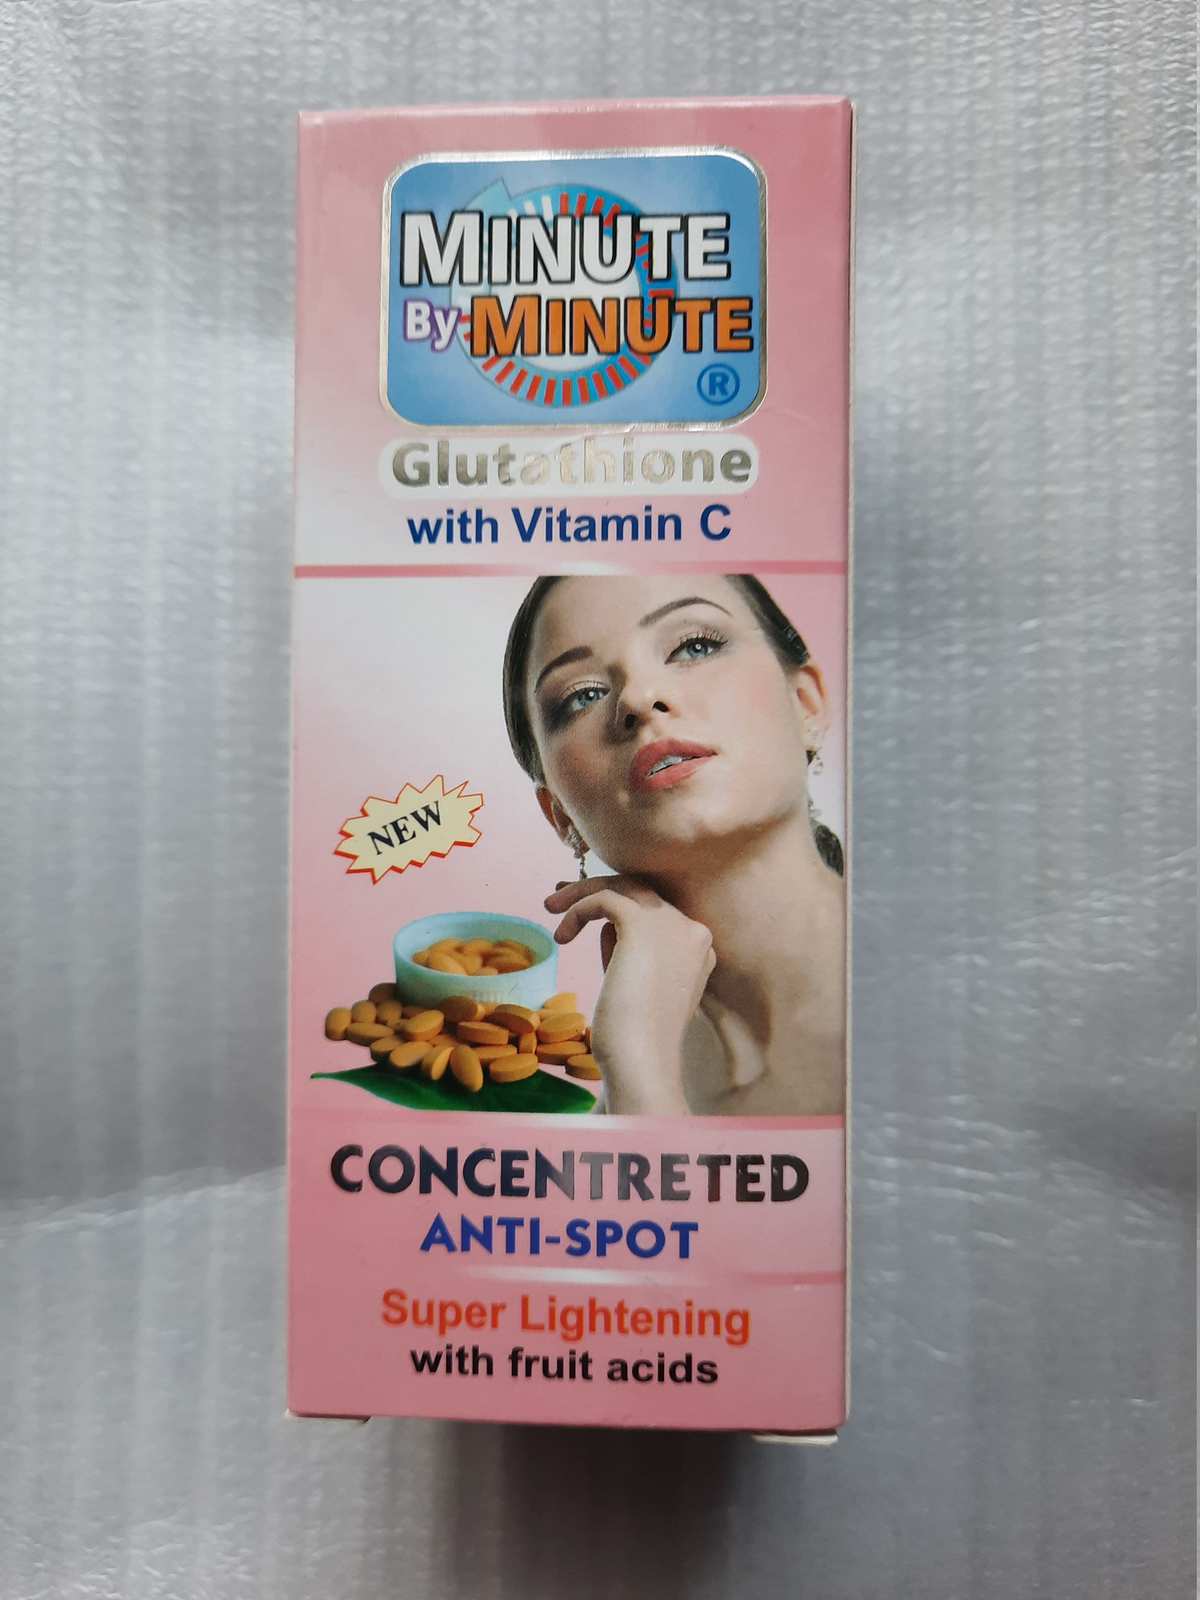 MINUTE
By MINUTE
®
Glutathione
with Vitamin C
NEW
CONCENTRETED
ANTI-SPOT
Super Lightening
with fruit acids